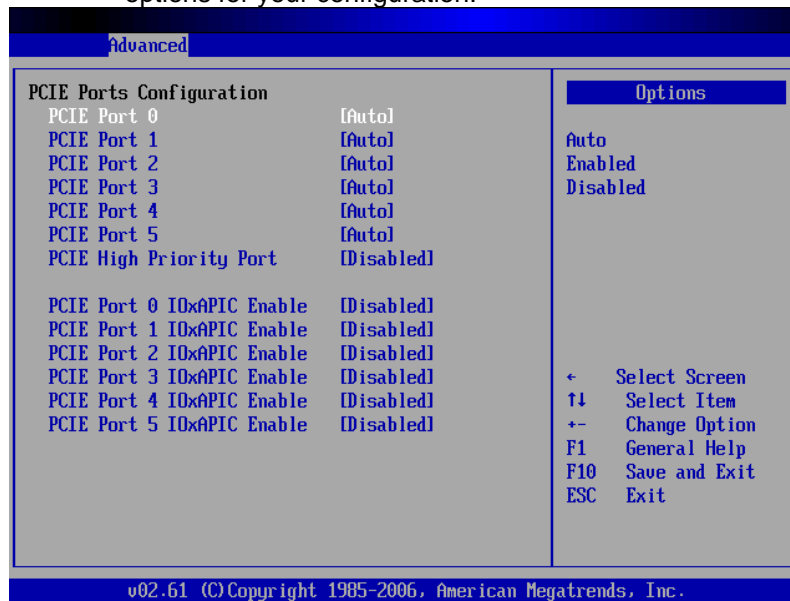 options for your configuration.
Advanced
PCIE Ports Configuration
PCIE Port 0 [Auto]
PCIE Port 1 [Auto]
PCIE Port 2 [Auto]
PCIE Port 3 [Auto]
PCIE Port 4 [Auto]
PCIE Port 5 [Auto]
PCIE High Priority Port [Disabled]
PCIE Port 0 IOxAPIC Enable [Disabled]
PCIE Port 1 IOxAPIC Enable [Disabled]
PCIE Port 2 IOxAPIC Enable [Disabled]
PCIE Port 3 IOxAPIC Enable [Disabled]
PCIE Port 4 IOxAPIC Enable [Disabled]
PCIE Port 5 IOxAPIC Enable [Disabled]
Options
Auto
Enabled
Disabled
← Select Screen
↑↓ Select Item
+- Change Option
F1 General Help
F10 Save and Exit
ESC Exit
v02.61 (C)Copyright 1985-2006, American Megatrends, Inc.